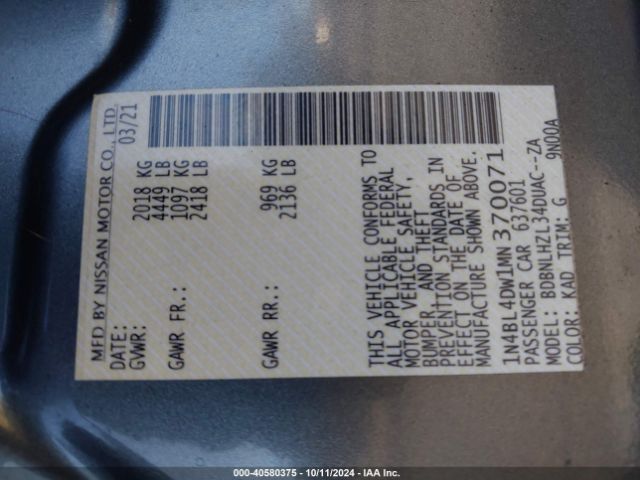 MFD BY NISSAN MOTOR CO., LTD.
DATE: 03/21
GVWR: 2018 KG
4449 LB
GAWR FR.: 1097 KG
2418 LB
GAWR RR.: 969 KG
2136 LB
THIS VEHICLE CONFORMS TO
ALL APPLICABLE FEDERAL
MOTOR VEHICLE SAFETY,
BUMPER, AND THEFT
PREVENTION STANDARDS IN
EFFECT ON THE DATE OF
MANUFACTURE SHOWN ABOVE.
1N4BL4DW1MN370071
PASSENGER CAR 637601
MODEL: BDBNLHZL34DUAC--ZA
COLOR: KAD TRIM: G 9N00A
000-40580375 - 10/11/2024 - IAA Inc.